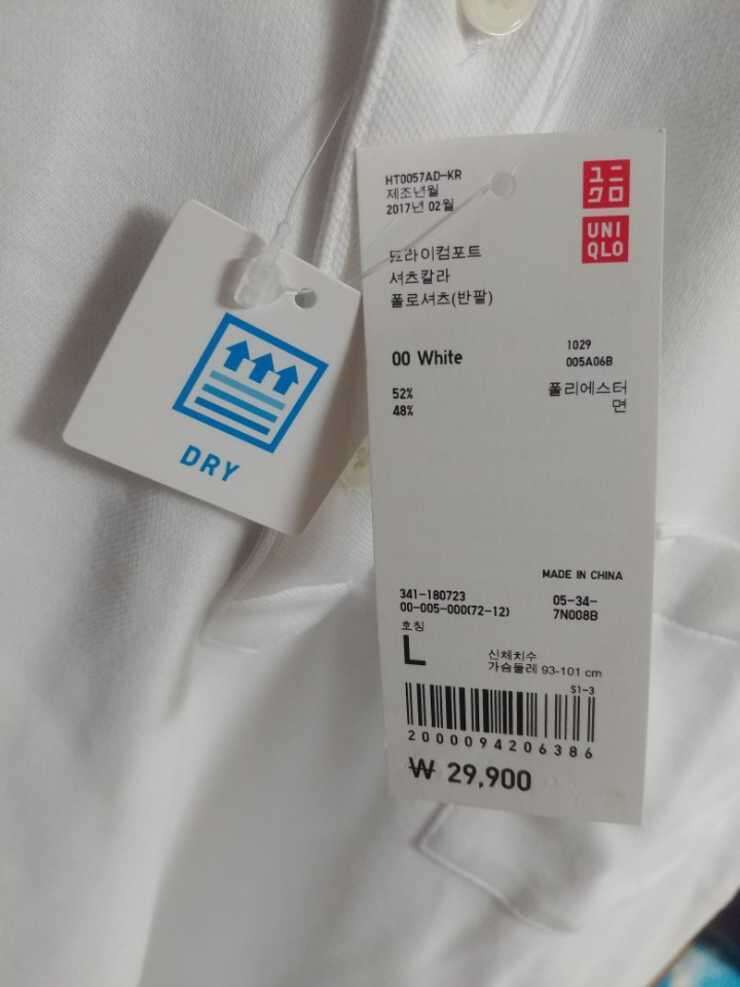 HT0057AD-KR
제조년월
2017년 02월
ユニ
クロ
UNI
QLO
드라이컴포트
셔츠칼라
폴로셔츠(반팔)
00 White
1029
005A06B
52% 폴리에스터
48% 면
DRY
MADE IN CHINA
341-180723
00-005-000(72-12)
05-34-
7N008B
호칭
L
신체치수
가슴둘레 93-101 cm
S1-3
2000094206386
₩ 29,900